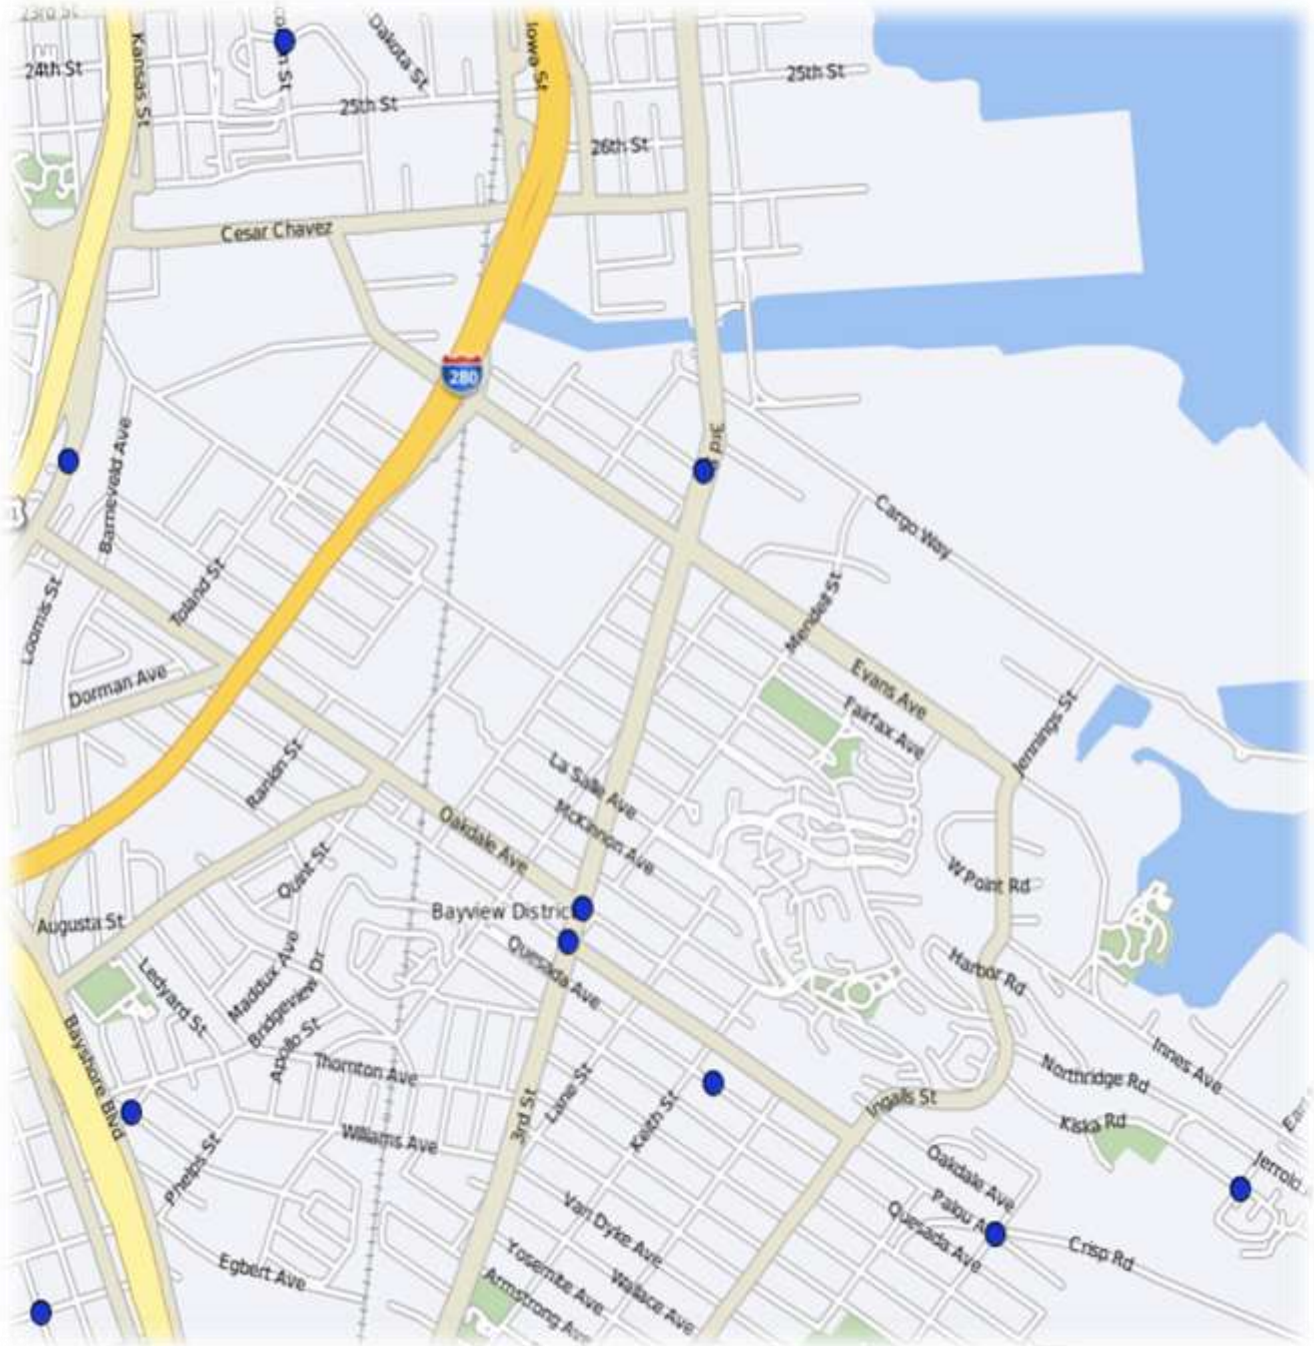 23rd St
24th St
Kansas St
Dakota St
Iowa St
25th St
25th St
26th St
Cesar Chavez
280
3rd
Barneveld Ave
Cargo Way
Loomis St
Toland St
Mendell St
Dorman Ave
Evans Ave
Fairfax Ave
Jennings St
Rankin St
La Salle Ave
McKinnon Ave
Oakdale Ave
Quint St
W Point Rd
Bayview District
Augusta St
Quesada Ave
Harbor Rd
Ledyard St
Maddux Ave
Bridgeview Dr
Apollo St
Bayshore Blvd
Thornton Ave
Innes Ave
Northridge Rd
3rd St
Lane St
Keith St
Ingalls St
Kiska Rd
Williams Ave
Phelps St
Oakdale Ave
Jerrold
Palou A
Quesada Ave
Crisp Rd
Van Dyke Ave
Egbert Ave
Yosemite Ave
Wallace Ave
Armstrong Ave